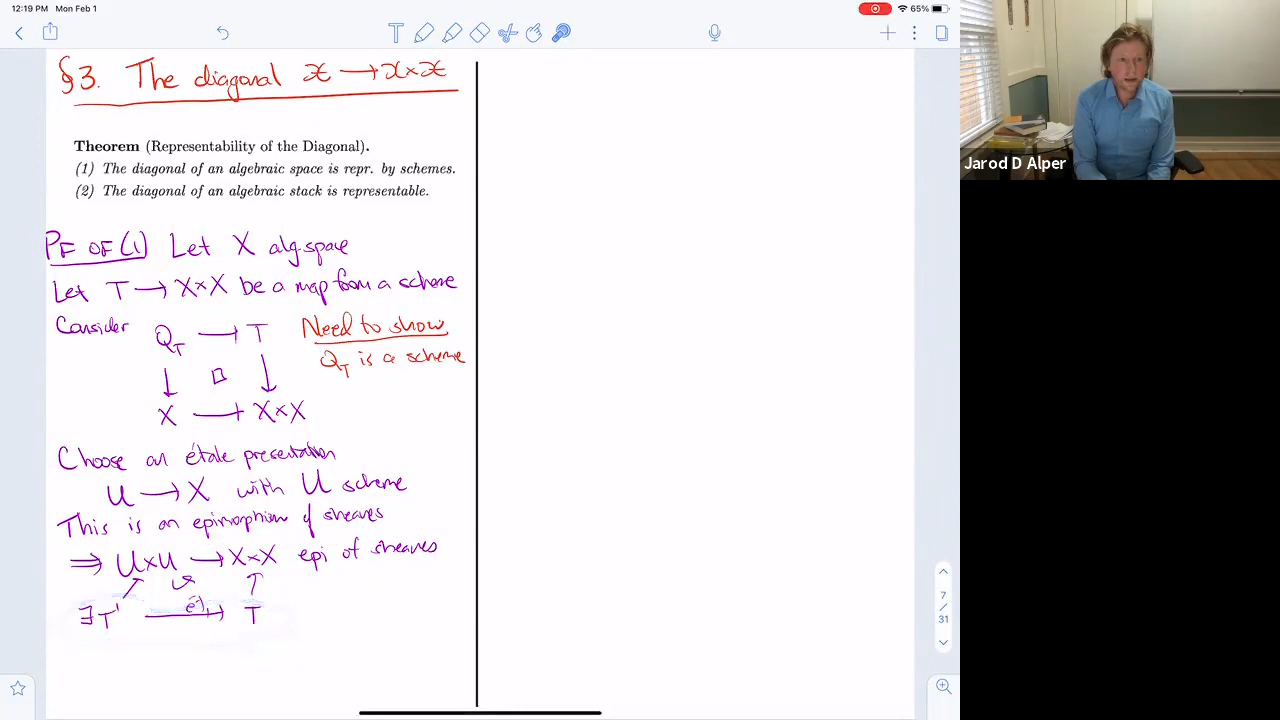 12:19 PM Mon Feb 1
65%
§3. The diagonal 𝒳 → 𝒳×𝒳
Theorem (Representability of the Diagonal).
(1) The diagonal of an algebraic space is repr. by schemes.
(2) The diagonal of an algebraic stack is representable.
PF OF (1) Let X alg. space
Let T → X×X be a map from a scheme
Consider Q_T → T Need to show
Q_T is a scheme
↓ □ ↓
X → X×X
Choose an étale presentation
U → X with U scheme
This is an epimorphism of sheaves
⇒ U×U → X×X epi of sheaves
∃T' ét. → T
Jarod D Alper
7
/
31